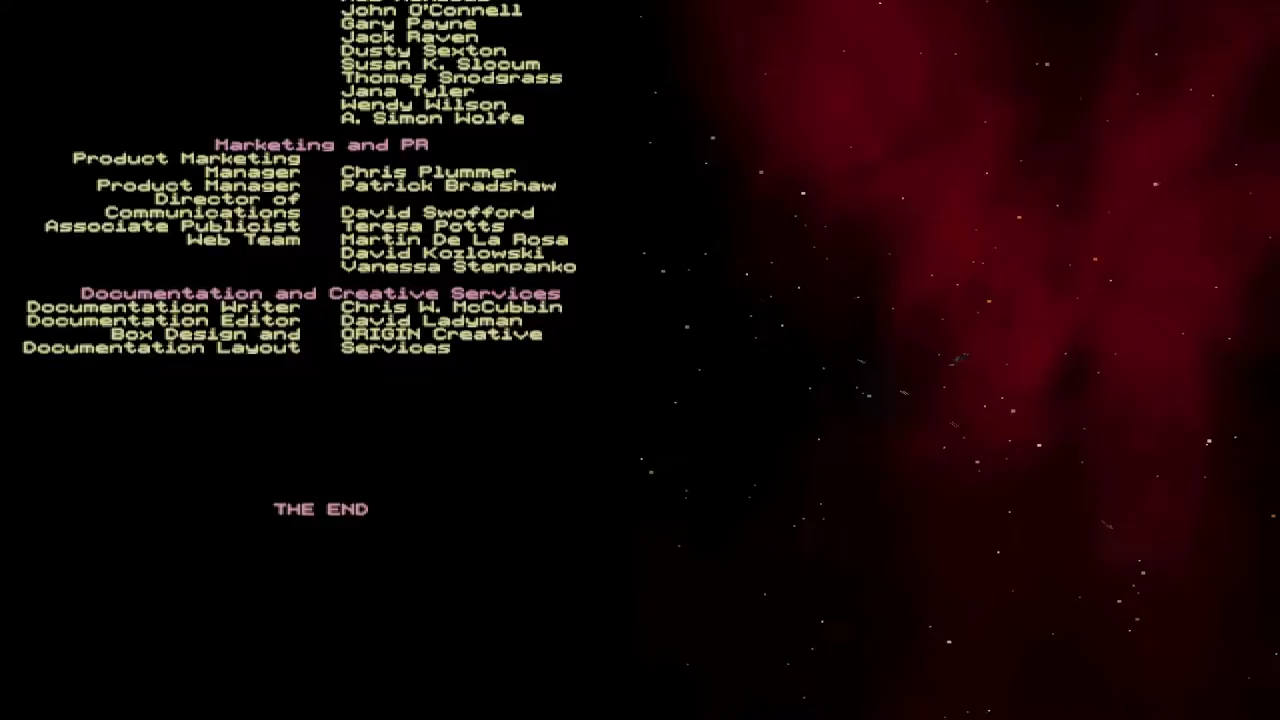 John O'Connell
Gary Payne
Jack Raven
Dusty Sexton
Susan K. Slocum
Thomas Snodgrass
Jana Tyler
Wendy Wilson
A. Simon Wolfe
Marketing and PR
Product Marketing
Manager Chris Plummer
Product Manager Patrick Bradshaw
Director of
Communications David Swofford
Associate Publicist Teresa Potts
Web Team Martin De La Rosa
David Kozlowski
Vanessa Stenpanko
Documentation and Creative Services
Documentation Writer Chris W. McCubbin
Documentation Editor David Ladyman
Box Design and ORIGIN Creative
Documentation Layout Services
THE END